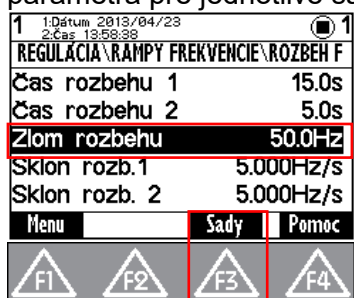 parametra pre jednotlivé sa
1 1:Dátum 2013/04/23 1
2:Čas 13:58:38
REGULÁCIA\RAMPY FREKVENCIE\ROZBEH F
Čas rozbehu 1 15.0s
Čas rozbehu 2 5.0s
Zlom rozbehu 50.0Hz
Sklon rozb.1 5.000Hz/s
Sklon rozb. 2 5.000Hz/s
Menu Sady Pomoc
F1 F2 F3 F4